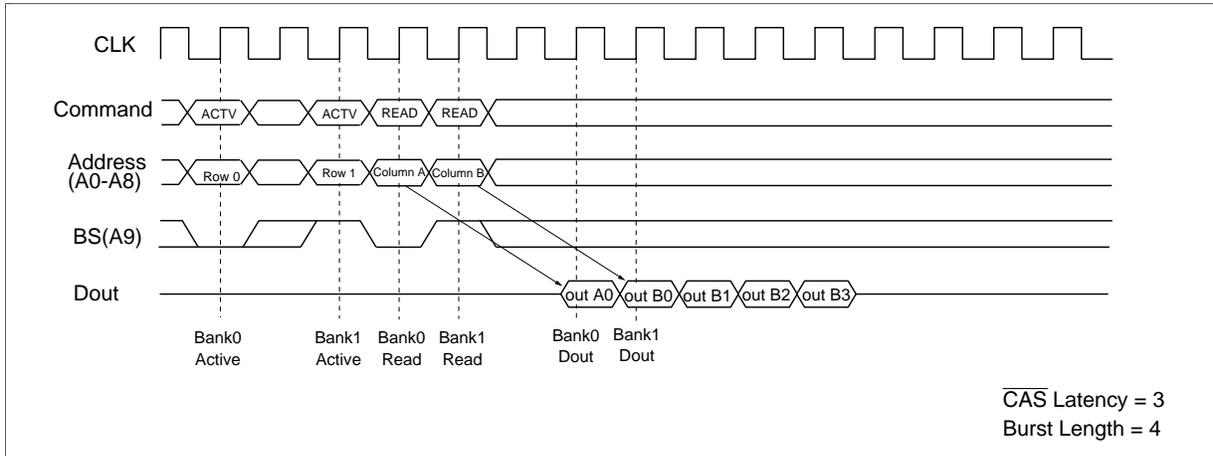 CLK
Command
ACTV
ACTV
READ
READ
Address
(A0-A8)
Row 0
Row 1
Column A
Column B
BS(A9)
Dout
out A0
out B0
out B1
out B2
out B3
Bank0
Active
Bank1
Active
Bank0
Read
Bank1
Read
Bank0
Dout
Bank1
Dout
CAS Latency = 3
Burst Length = 4